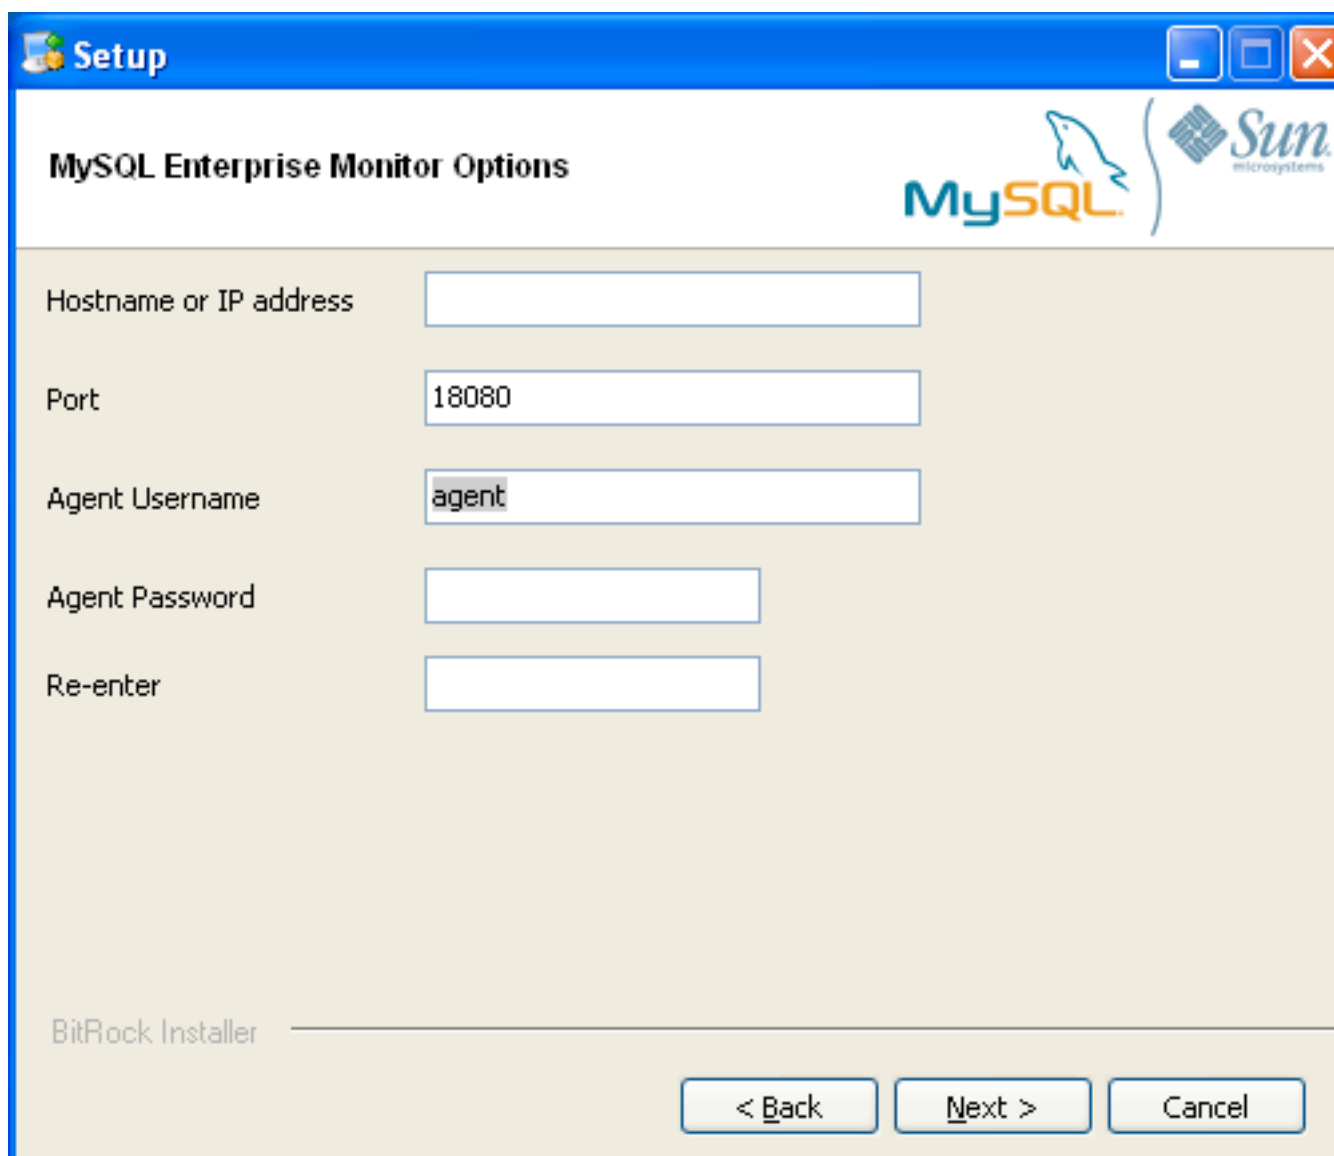 Setup
MySQL Enterprise Monitor Options
MySQL.
Sun
microsystems
Hostname or IP address
Port
18080
Agent Username
agent
Agent Password
Re-enter
BitRock Installer
< Back
Next >
Cancel